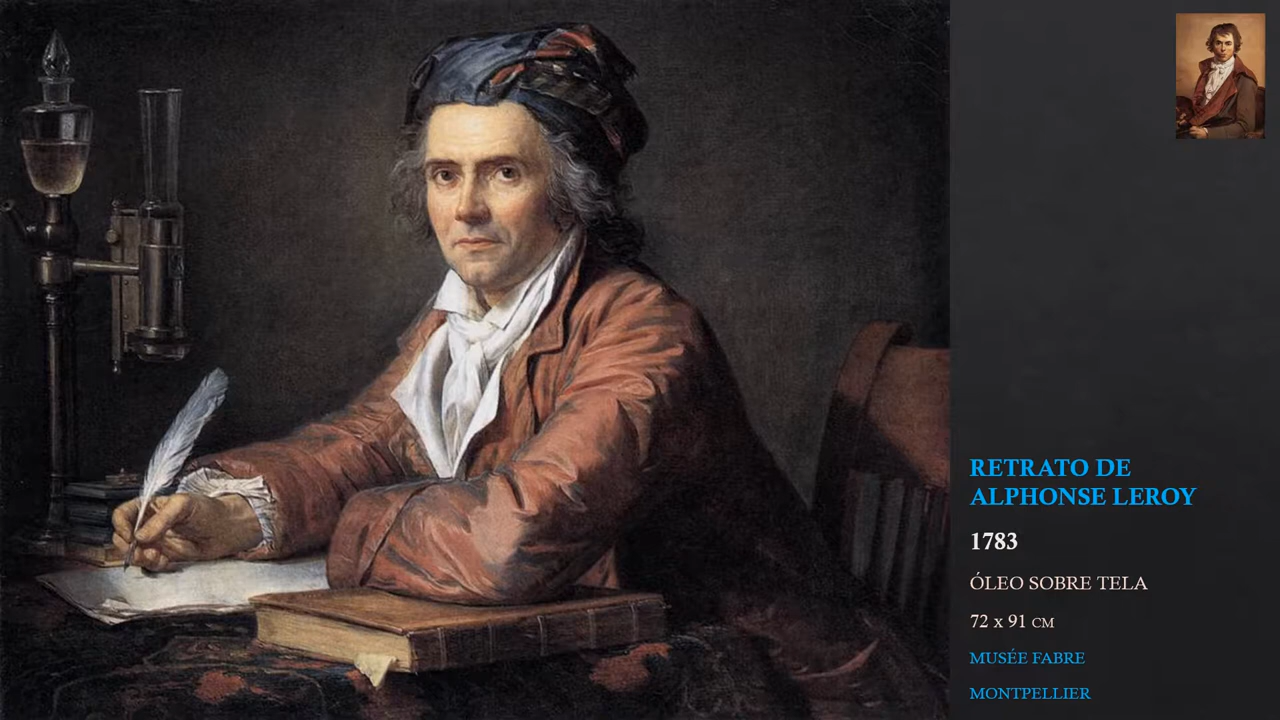 RETRATO DE
ALPHONSE LEROY
1783
ÓLEO SOBRE TELA
72 x 91 CM
MUSÉE FABRE
MONTPELLIER